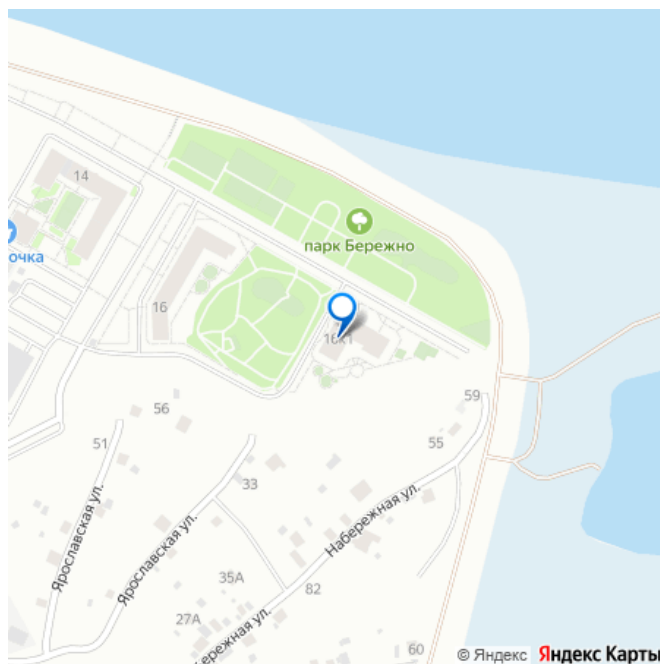 14
парк Бережно
очка
16
16к1
59
56
51
55
33
Ярославская ул.
Ярославская ул.
Набережная ул.
35А
82
27А
бережная ул.
60
© Яндекс Яндекс Карты